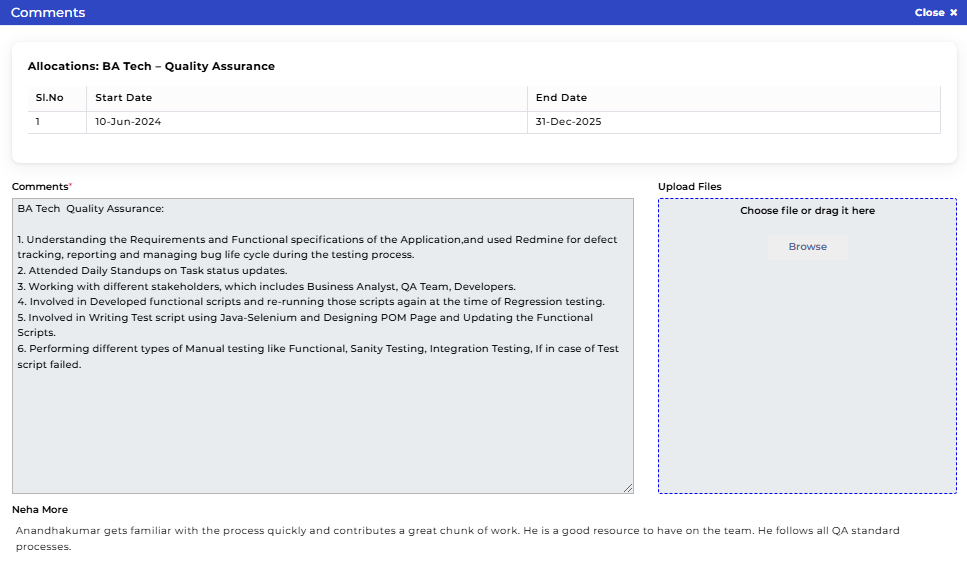 Comments
Close ✖
Allocations: BA Tech – Quality Assurance
Sl.No Start Date End Date
1 10-Jun-2024 31-Dec-2025
Comments*
Upload Files
BA Tech  Quality Assurance:
1. Understanding the Requirements and Functional specifications of the Application,and used Redmine for defect
tracking, reporting and managing bug life cycle during the testing process.
2. Attended Daily Standups on Task status updates.
3. Working with different stakeholders, which includes Business Analyst, QA Team, Developers.
4. Involved in Developed functional scripts and re-running those scripts again at the time of Regression testing.
5. Involved in Writing Test script using Java-Selenium and Designing POM Page and Updating the Functional
Scripts.
6. Performing different types of Manual testing like Functional, Sanity Testing, Integration Testing, If in case of Test
script failed.
Choose file or drag it here
Browse
Neha More
Anandhakumar gets familiar with the process quickly and contributes a great chunk of work. He is a good resource to have on the team. He follows all QA standard
processes.